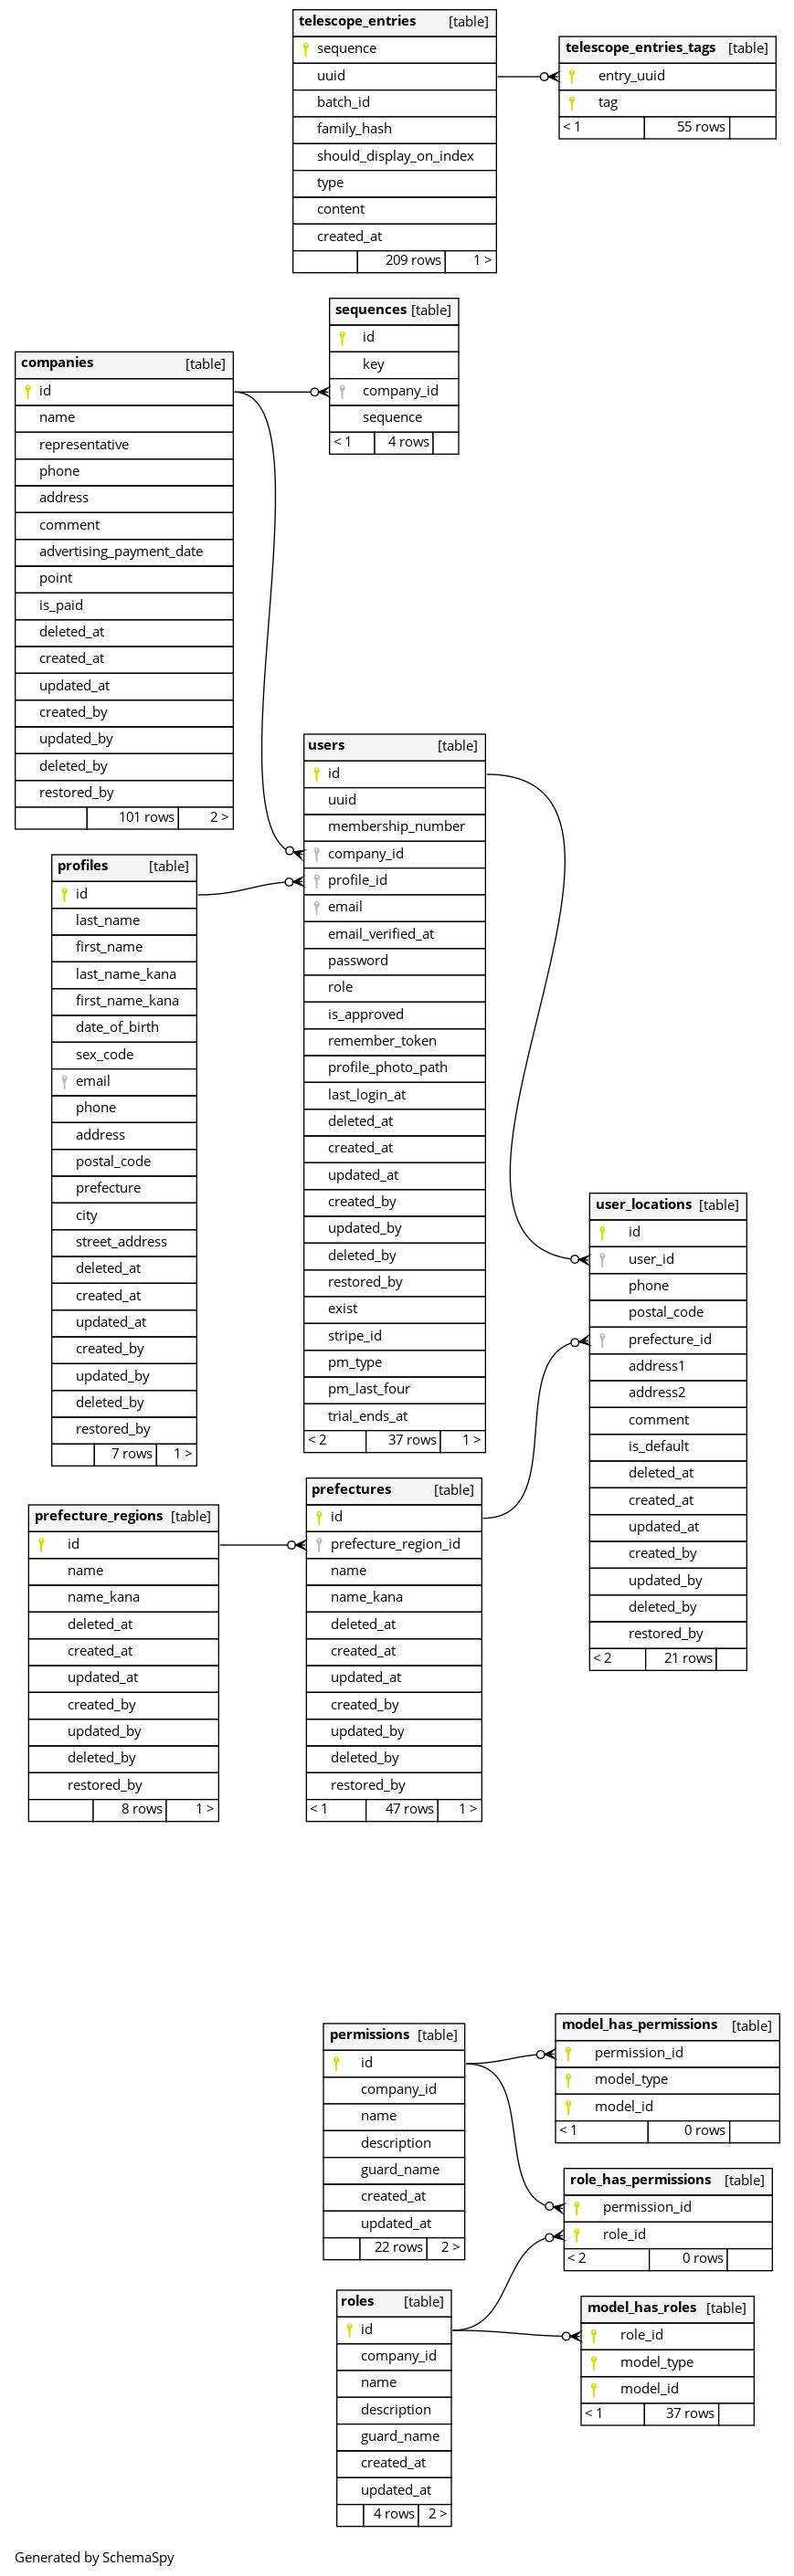 telescope_entries [table]
sequence
uuid
batch_id
family_hash
should_display_on_index
type
content
created_at
209 rows 1 >
telescope_entries_tags [table]
entry_uuid
tag
< 1 55 rows
sequences [table]
id
key
company_id
sequence
< 1 4 rows
companies [table]
id
name
representative
phone
address
comment
advertising_payment_date
point
is_paid
deleted_at
created_at
updated_at
created_by
updated_by
deleted_by
restored_by
101 rows 2 >
users [table]
id
uuid
membership_number
company_id
profile_id
email
email_verified_at
password
role
is_approved
remember_token
profile_photo_path
last_login_at
deleted_at
created_at
updated_at
created_by
updated_by
deleted_by
restored_by
exist
stripe_id
pm_type
pm_last_four
trial_ends_at
< 2 37 rows 1 >
profiles [table]
id
last_name
first_name
last_name_kana
first_name_kana
date_of_birth
sex_code
email
phone
address
postal_code
prefecture
city
street_address
deleted_at
created_at
updated_at
created_by
updated_by
deleted_by
restored_by
7 rows 1 >
user_locations [table]
id
user_id
phone
postal_code
prefecture_id
address1
address2
comment
is_default
deleted_at
created_at
updated_at
created_by
updated_by
deleted_by
restored_by
< 2 21 rows
prefectures [table]
id
prefecture_region_id
name
name_kana
deleted_at
created_at
updated_at
created_by
updated_by
deleted_by
restored_by
< 1 47 rows 1 >
prefecture_regions [table]
id
name
name_kana
deleted_at
created_at
updated_at
created_by
updated_by
deleted_by
restored_by
8 rows 1 >
permissions [table]
id
company_id
name
description
guard_name
created_at
updated_at
22 rows 2 >
model_has_permissions [table]
permission_id
model_type
model_id
< 1 0 rows
role_has_permissions [table]
permission_id
role_id
< 2 0 rows
roles [table]
id
company_id
name
description
guard_name
created_at
updated_at
4 rows 2 >
model_has_roles [table]
role_id
model_type
model_id
< 1 37 rows
Generated by SchemaSpy